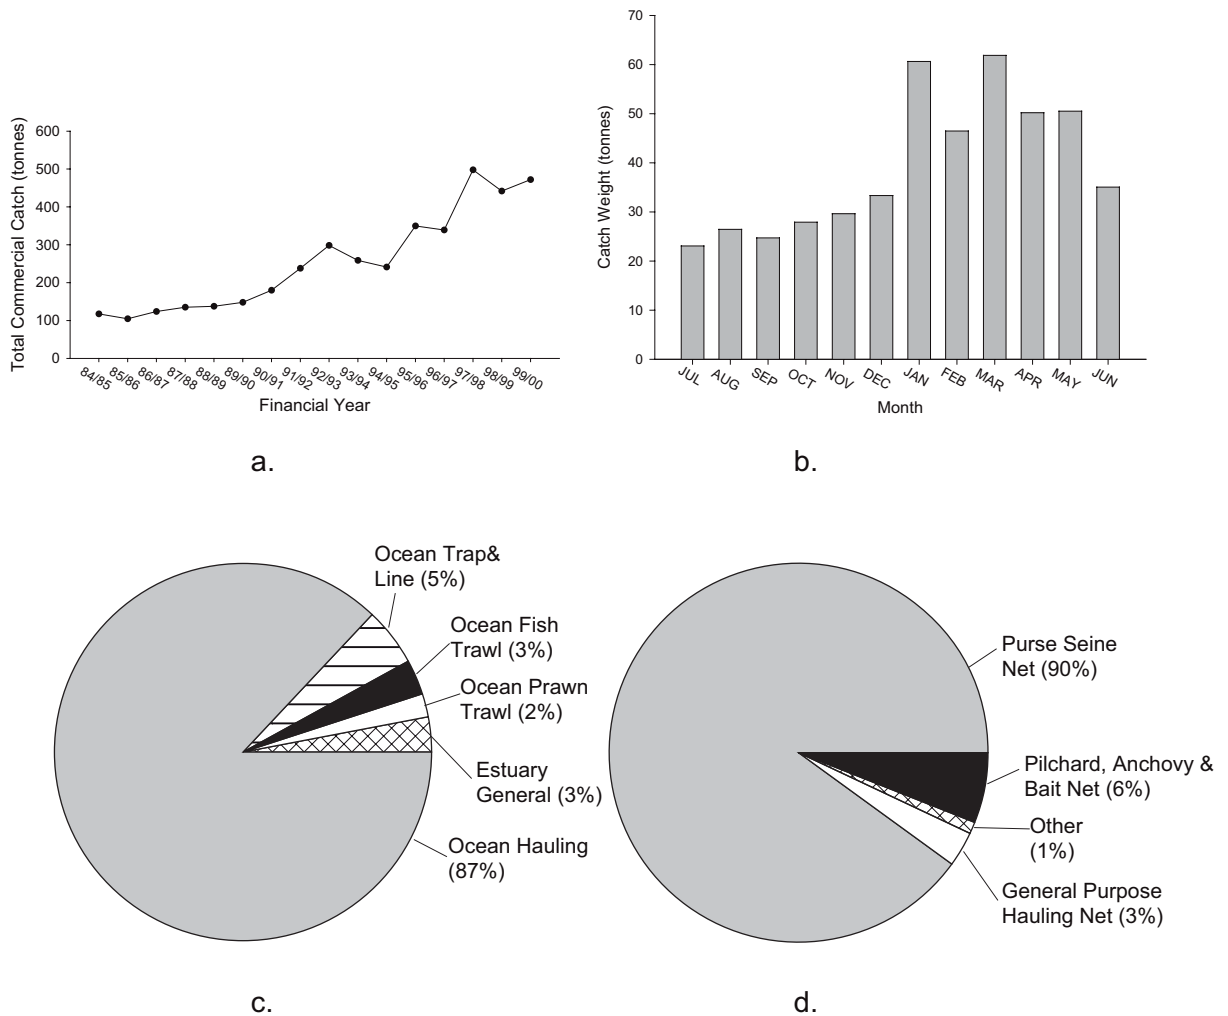 600
500
400
300
200
100
0
Total Commercial Catch (tonnes)
84/85
85/86
86/87
87/88
88/89
89/90
90/91
91/92
92/93
93/94
94/95
95/96
96/97
97/98
98/99
99/00
Financial Year
a.
70
60
50
40
30
20
10
0
Catch Weight (tonnes)
JUL
AUG
SEP
OCT
NOV
DEC
JAN
FEB
MAR
APR
MAY
JUN
Month
b.
Ocean Trap&
Line (5%)
Ocean Fish
Trawl (3%)
Ocean Prawn
Trawl (2%)
Estuary
General (3%)
Ocean Hauling
(87%)
c.
Purse Seine
Net (90%)
Pilchard, Anchovy &
Bait Net (6%)
Other
(1%)
General Purpose
Hauling Net (3%)
d.